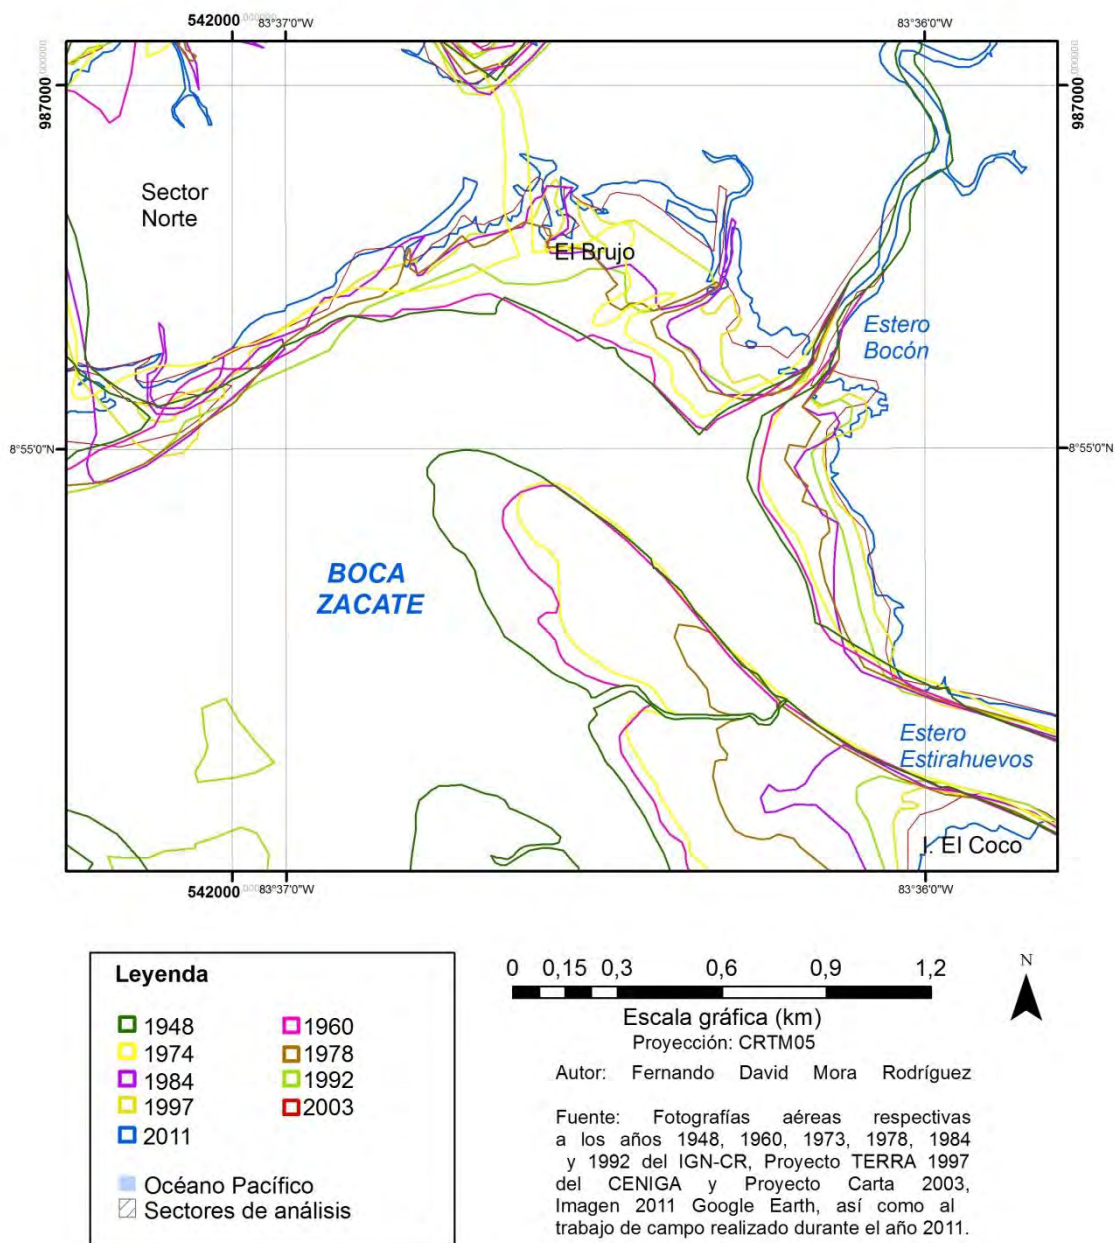 542000.000000
83°37'0"W
83°36'0"W
987000.000000
987000.000000
Sector
Norte
El Brujo
Estero
Bocón
8°55'0"N
8°55'0"N
BOCA
ZACATE
Estero
Estirahuevos
I. El Coco
542000.000000
83°37'0"W
83°36'0"W
Leyenda
1948
1960
1974
1978
1984
1992
1997
2003
2011
Océano Pacífico
Sectores de análisis
0 0,15 0,3 0,6 0,9 1,2
Escala gráfica (km)
Proyección: CRTM05
N
Autor: Fernando David Mora Rodríguez
Fuente: Fotografías aéreas respectivas
a los años 1948, 1960, 1973, 1978, 1984
y 1992 del IGN-CR, Proyecto TERRA 1997
del CENIGA y Proyecto Carta 2003,
Imagen 2011 Google Earth, así como al
trabajo de campo realizado durante el año 2011.